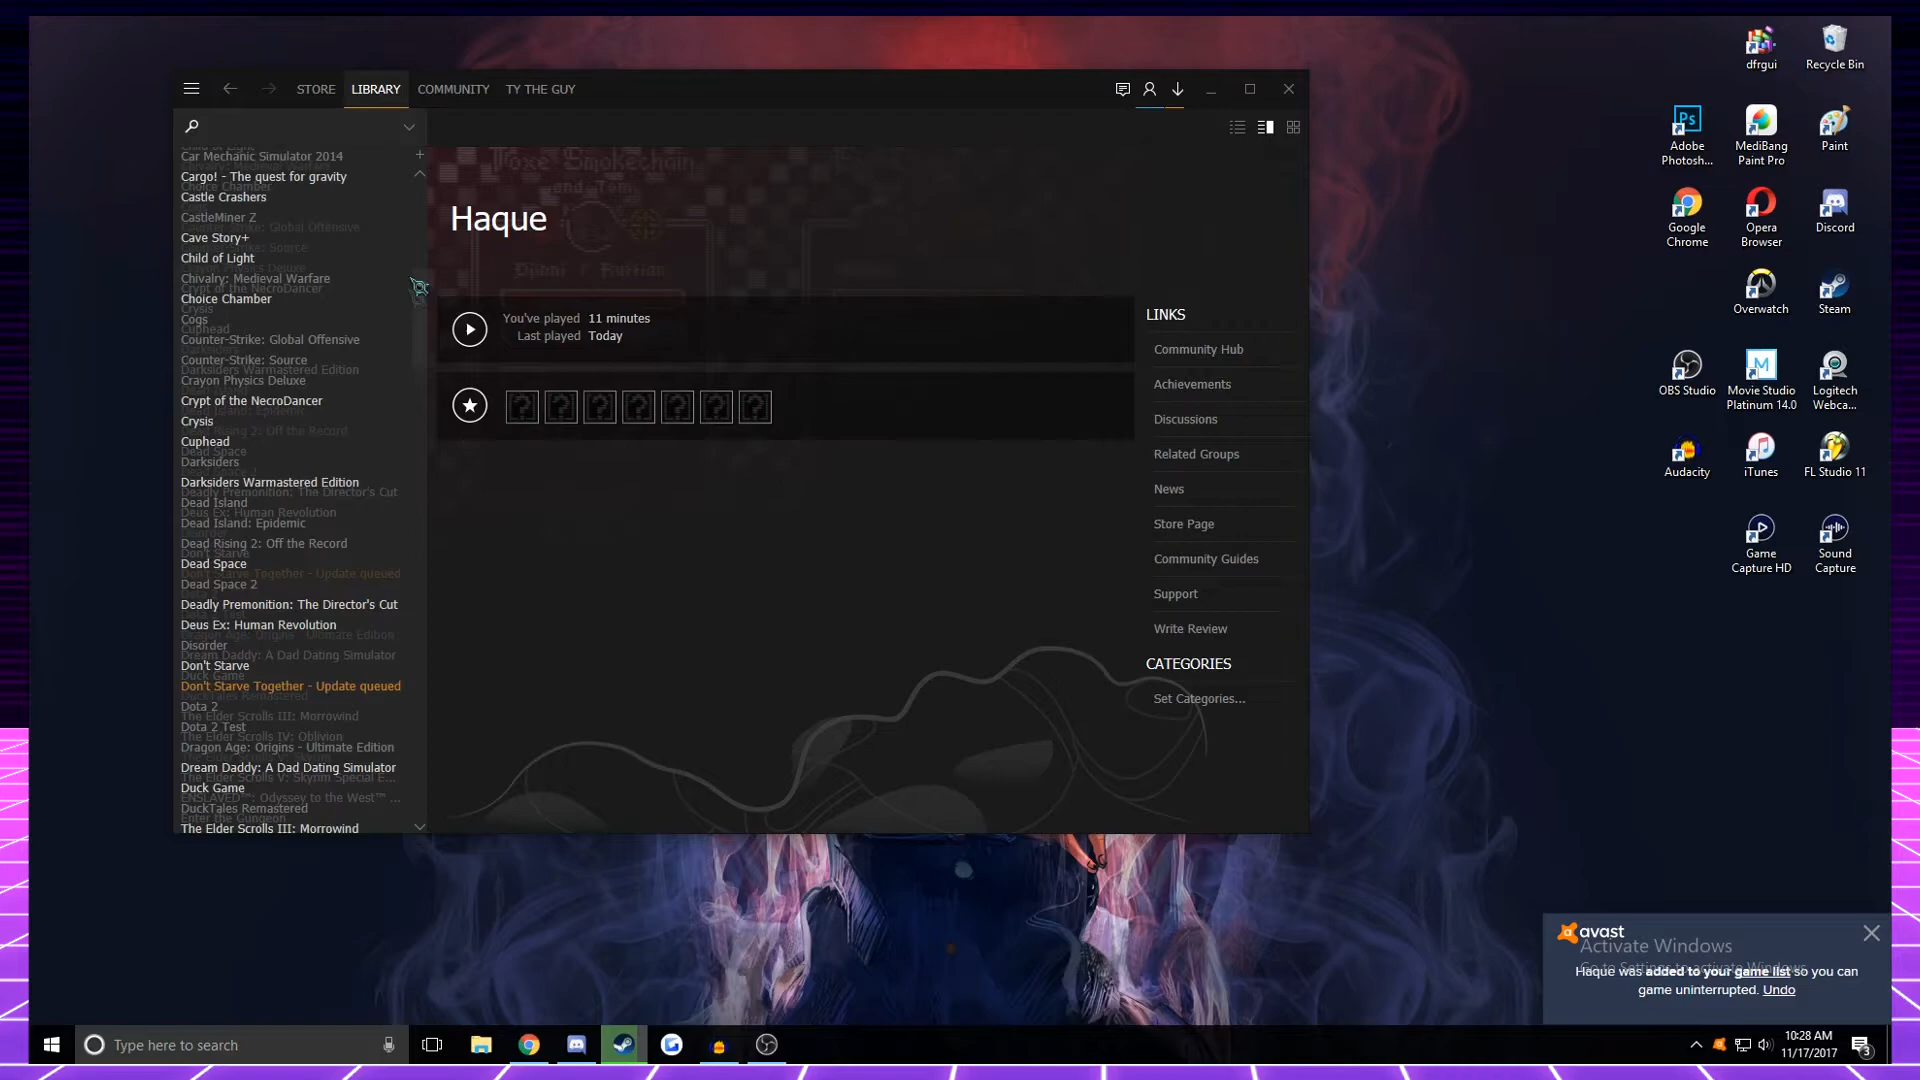 STORE
LIBRARY
COMMUNITY
TY THE GUY
Car Mechanic Simulator 2014
Cargo! - The quest for gravity
Castle Crashers
CastleMiner Z
Cave Story+
Child of Light
Chivalry: Medieval Warfare
Choice Chamber
Cogs
Counter-Strike: Global Offensive
Counter-Strike: Source
Crayon Physics Deluxe
Crypt of the NecroDancer
Crysis
Cuphead
Darksiders
Darksiders Warmastered Edition
Dead Island
Dead Island: Epidemic
Dead Rising 2: Off the Record
Dead Space
Dead Space 2
Deadly Premonition: The Director's Cut
Deus Ex: Human Revolution
Disorder
Don't Starve
Don't Starve Together - Update queued
Dota 2
Dota 2 Test
Dragon Age: Origins - Ultimate Edition
Dream Daddy: A Dad Dating Simulator
Duck Game
DuckTales Remastered
The Elder Scrolls III: Morrowind
Foxe Smokechain
Haque
You've played 11 minutes
Last played Today
LINKS
Community Hub
Achievements
Discussions
Related Groups
News
Store Page
Community Guides
Support
Write Review
CATEGORIES
Set Categories...
dfrgui
Recycle Bin
Ps
Adobe
Photosh...
MediBang
Paint Pro
Paint
Google
Chrome
Opera
Browser
Discord
Overwatch
Steam
OBS Studio
M
Movie Studio
Platinum 14.0
Logitech
Webca...
Audacity
iTunes
FL Studio 11
Game
Capture HD
Sound
Capture
avast
Activate Windows
Go to Settings to activate Windows.
Haque was added to your game list so you can
game uninterrupted. Undo
Type here to search
10:28 AM
11/17/2017
3